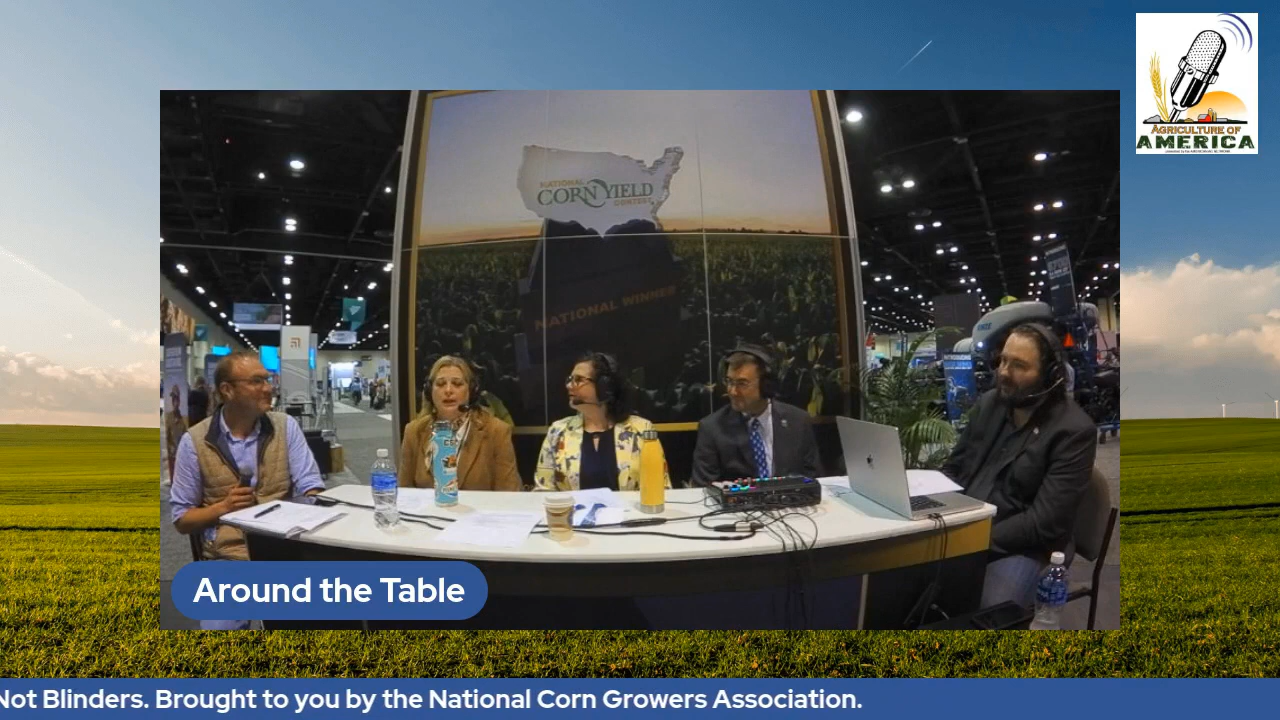 AGRICULTURE OF
AMERICA
NATIONAL
CORN YIELD
CONTEST
NATIONAL WINNER
Around the Table
Not Blinders. Brought to you by the National Corn Growers Association.